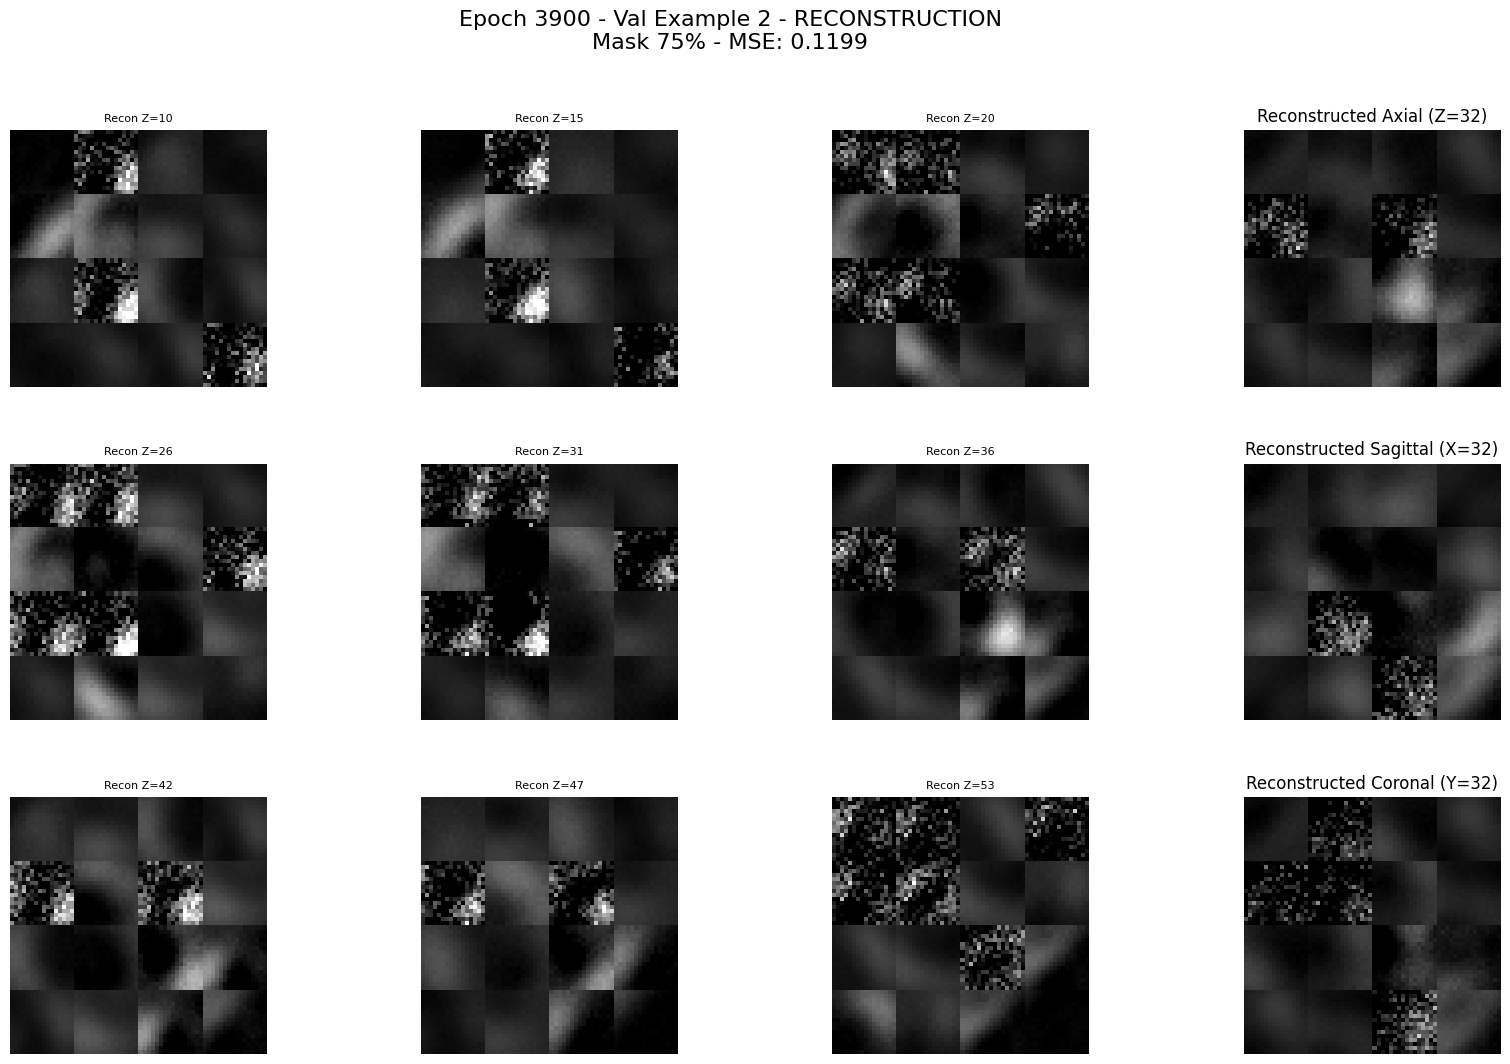 Epoch 3900 - Val Example 2 - RECONSTRUCTION
Mask 75% - MSE: 0.1199
Recon Z=10
Recon Z=15
Recon Z=20
Reconstructed Axial (Z=32)
Recon Z=26
Recon Z=31
Recon Z=36
Reconstructed Sagittal (X=32)
Recon Z=42
Recon Z=47
Recon Z=53
Reconstructed Coronal (Y=32)